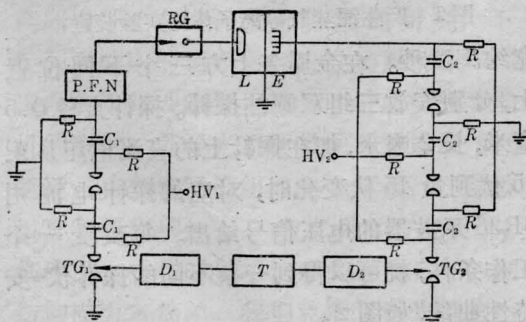 RG
P.F.N
L E
R
R
C₂
R
C₁
R
C₂
R
R
HV₂
R
HV₁
R
C₁
R
C₂
R
TG₁
D₁
T
D₂
TG₂